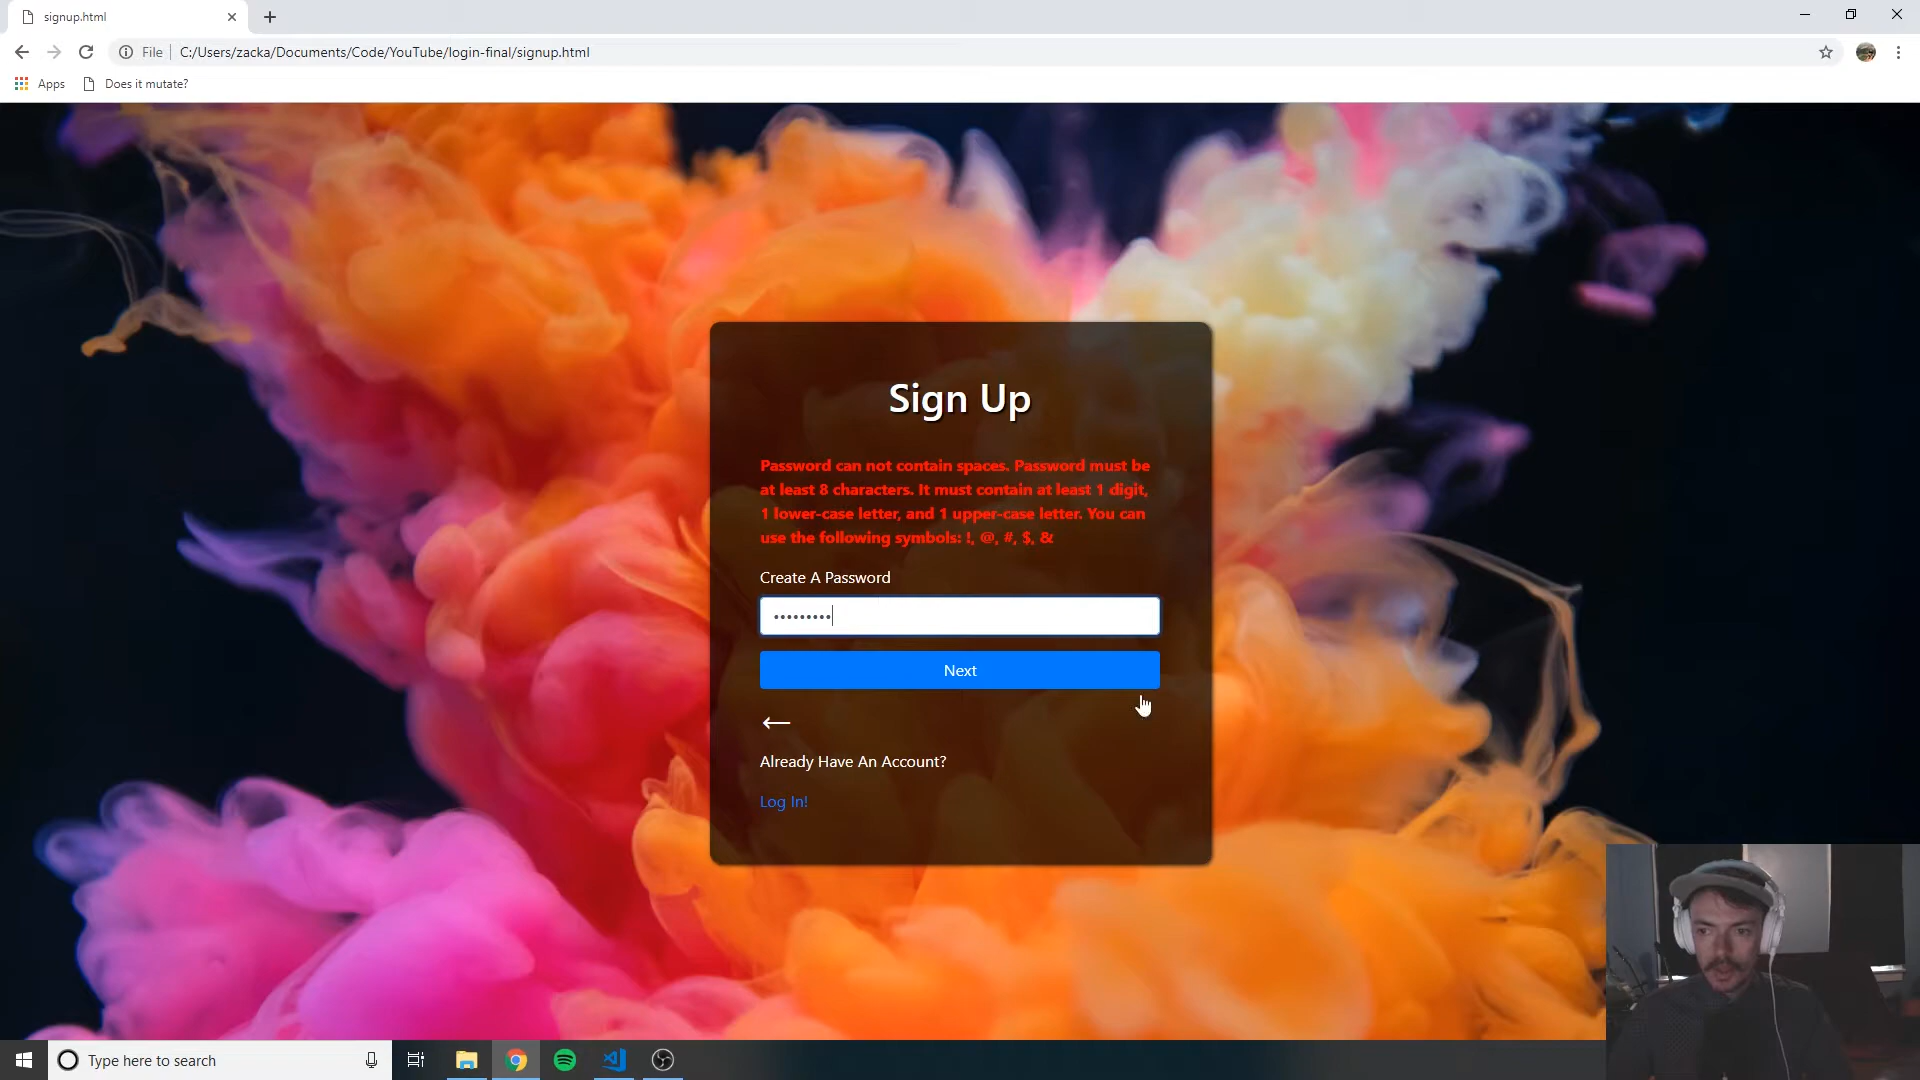 signup.html
File
C:/Users/zacka/Documents/Code/YouTube/login-final/signup.html
Apps
Does it mutate?
Sign Up
Password can not contain spaces. Password must be
at least 8 characters. It must contain at least 1 digit,
1 lower-case letter, and 1 upper-case letter. You can
use the following symbols: !, @, #, $, &
Create A Password
•••••••••
Next
Already Have An Account?
Log In!
Type here to search